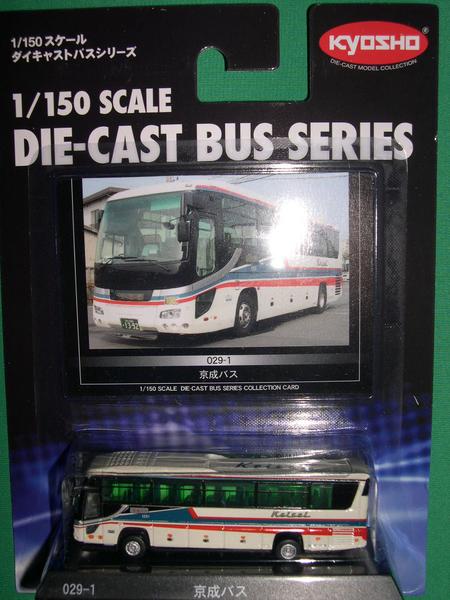 1/150スケール
ダイキャストバスシリーズ
KYOSHO®
DIE-CAST MODEL COLLECTION
1/150 SCALE
DIE-CAST BUS SERIES
・1392
029-1
京成バス
1/150 SCALE DIE-CAST BUS SERIES COLLECTION CARD
Keisei
Keisei
029-1
京成バス